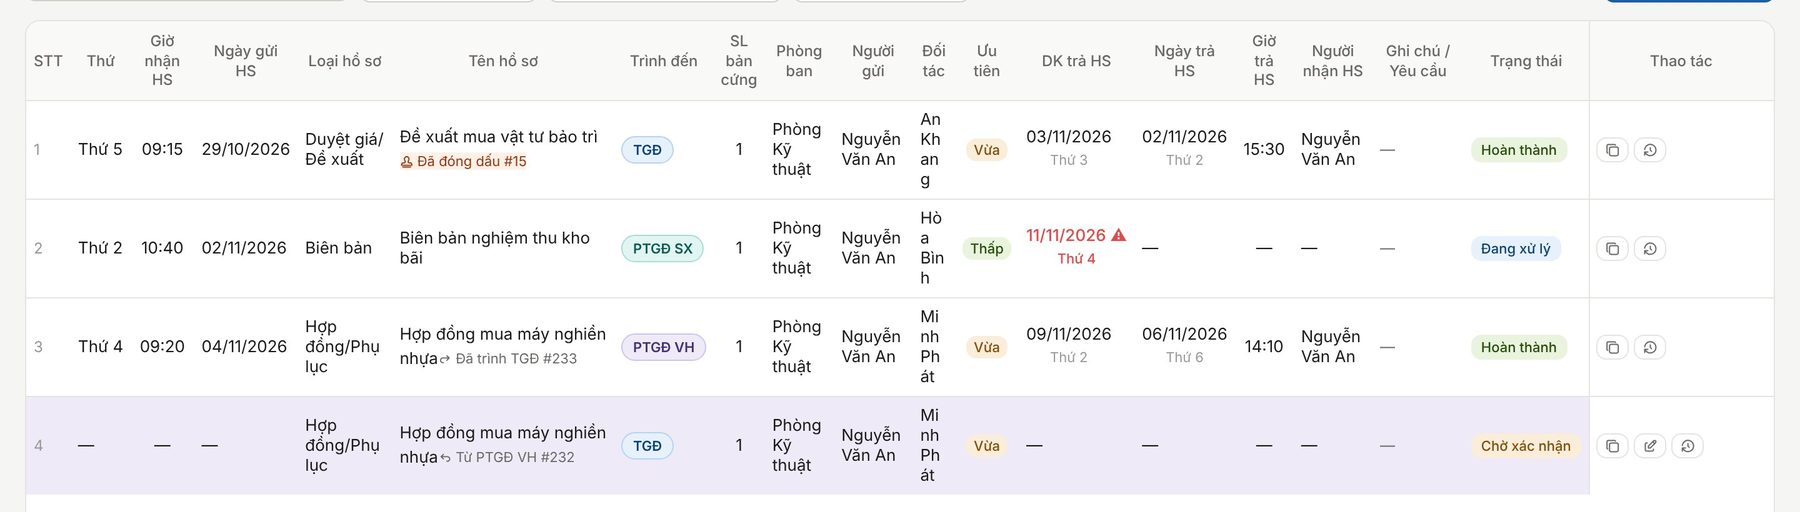 STT Thứ Giờ nhận HS Ngày gửi HS Loại hồ sơ Tên hồ sơ Trình đến SL bản cứng Phòng ban Người gửi Đối tác Ưu tiên DK trả HS Ngày trả HS Giờ trả HS Người nhận HS Ghi chú / Yêu cầu Trạng thái Thao tác
1 Thứ 5 09:15 29/10/2026 Duyệt giá/ Đề xuất Đề xuất mua vật tư bảo trì Đã đóng dấu #15 TGĐ 1 Phòng Kỹ thuật Nguyễn Văn An An Khang Vừa 03/11/2026 Thứ 3 02/11/2026 Thứ 2 15:30 Nguyễn Văn An — Hoàn thành
2 Thứ 2 10:40 02/11/2026 Biên bản Biên bản nghiệm thu kho bãi PTGĐ SX 1 Phòng Kỹ thuật Nguyễn Văn An Hòa Bình Thấp 11/11/2026 Thứ 4 — — — — Đang xử lý
3 Thứ 4 09:20 04/11/2026 Hợp đồng/Phụ lục Hợp đồng mua máy nghiền nhựa Đã trình TGĐ #233 PTGĐ VH 1 Phòng Kỹ thuật Nguyễn Văn An Minh Phát Vừa 09/11/2026 Thứ 2 06/11/2026 Thứ 6 14:10 Nguyễn Văn An — Hoàn thành
4 — — — Hợp đồng/Phụ lục Hợp đồng mua máy nghiền nhựa Từ PTGĐ VH #232 TGĐ 1 Phòng Kỹ thuật Nguyễn Văn An Minh Phát Vừa — — — — — Chờ xác nhận